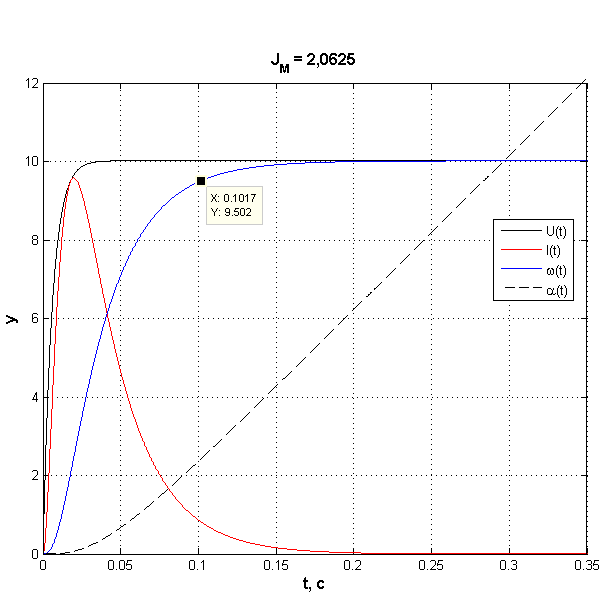 J_M = 2,0625
12
10
8
6
4
2
0
y
X: 0.1017
Y: 9.502
U(t)
I(t)
ω(t)
α(t)
0 0.05 0.1 0.15 0.2 0.25 0.3 0.35
t, c